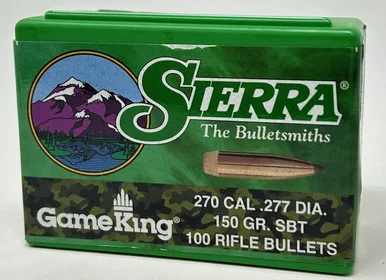 SIERRA®
The Bulletsmiths
GameKing®
270 CAL .277 DIA.
150 GR. SBT
100 RIFLE BULLETS